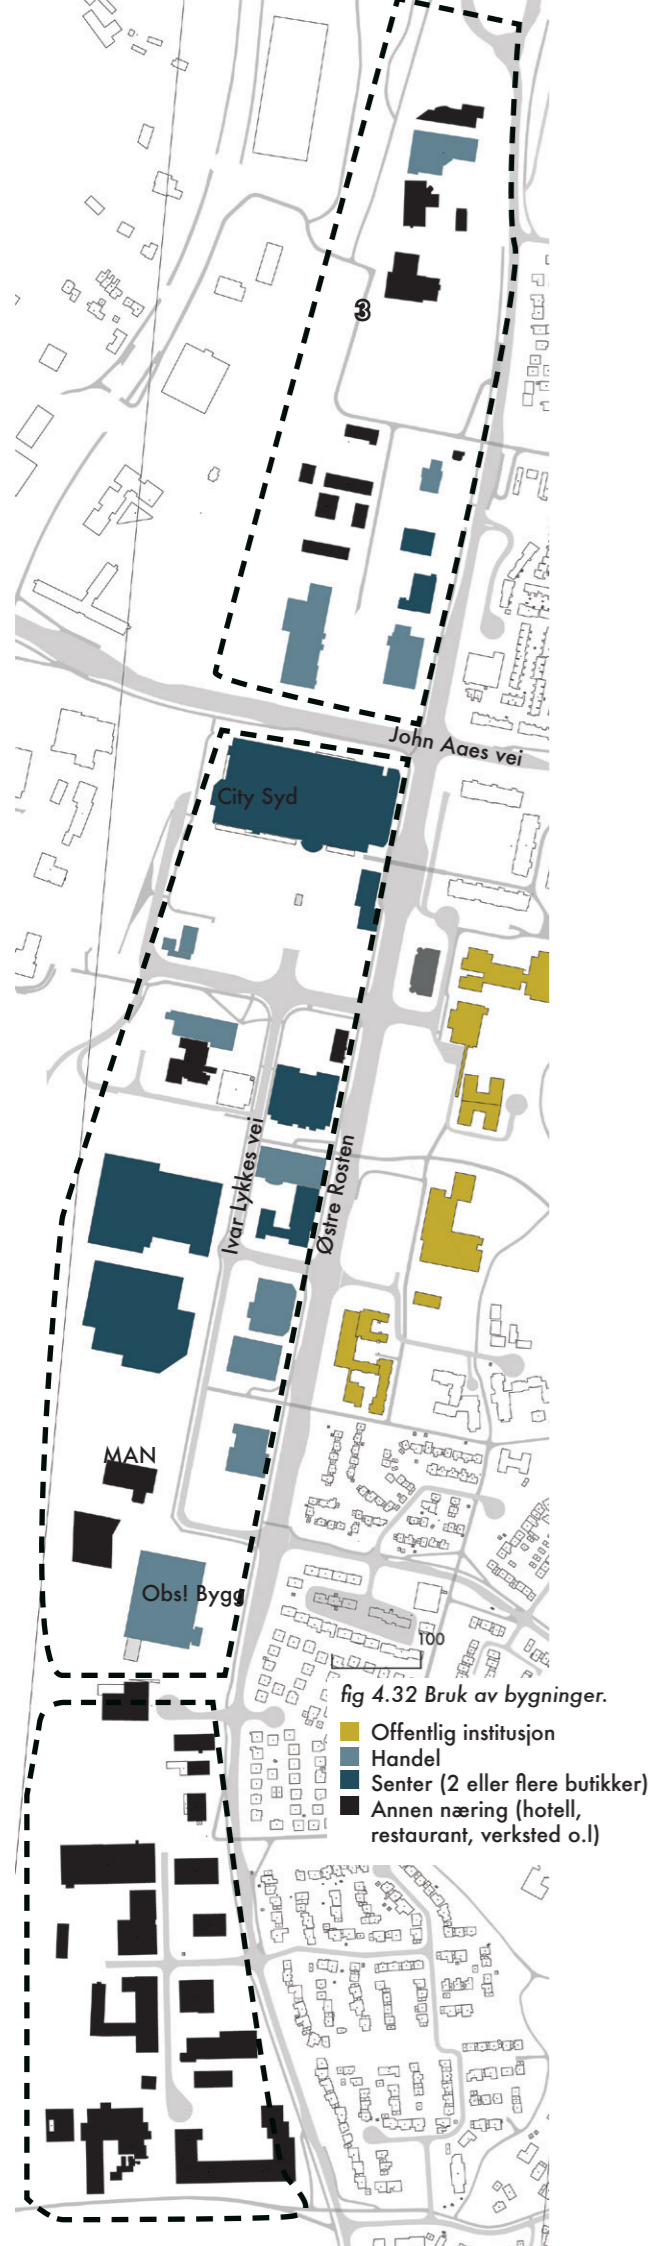 3
John Aaes vei
City Syd
Ivar Lykkes vei
Østre Rosten
MAN
Obs! Bygg
100
fig 4.32 Bruk av bygninger.
Offentlig institusjon
Handel
Senter (2 eller flere butikker)
Annen næring (hotell,
restaurant, verksted o.l)